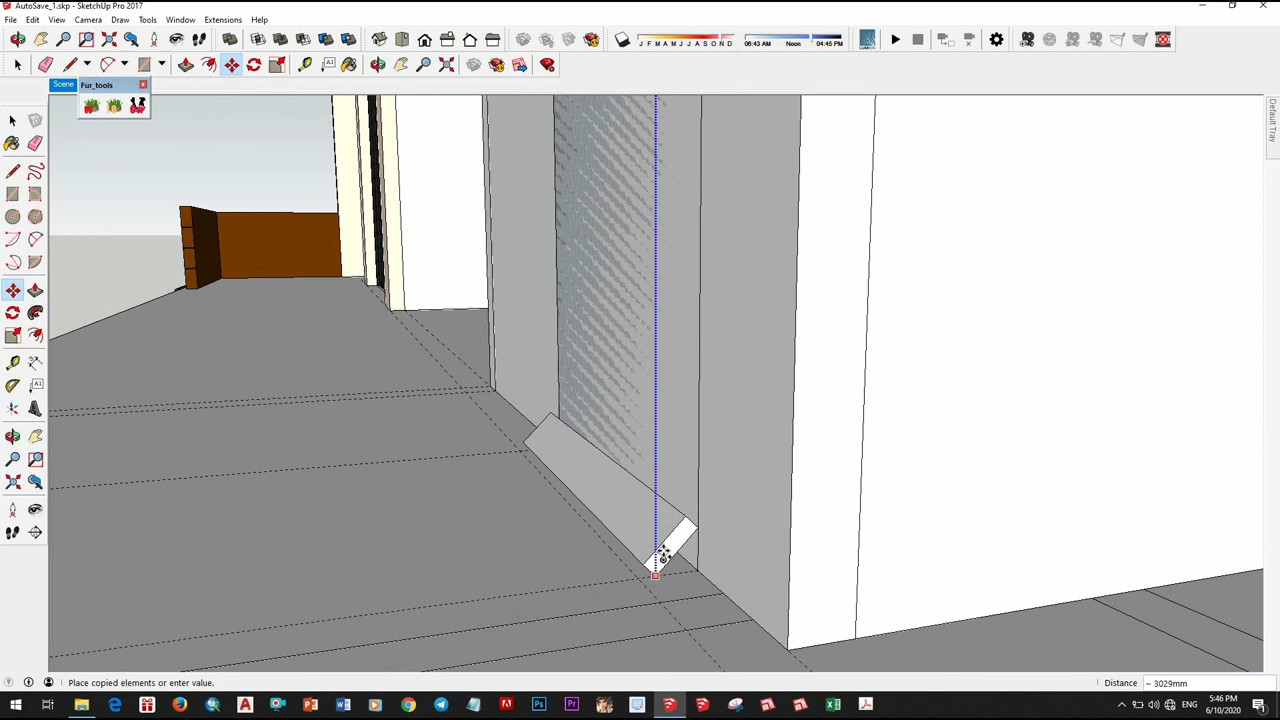 AutoSave_1.skp - SketchUp Pro 2017
File Edit View Camera Draw Tools Window Extensions Help
J F M A M J J A S O N D 06:43 AM Noon 04:45 PM
Scene Fur_tools
Default Tray
Place copied elements or enter value. Distance ~ 3029mm
5:46 PM
ENG
6/10/2020